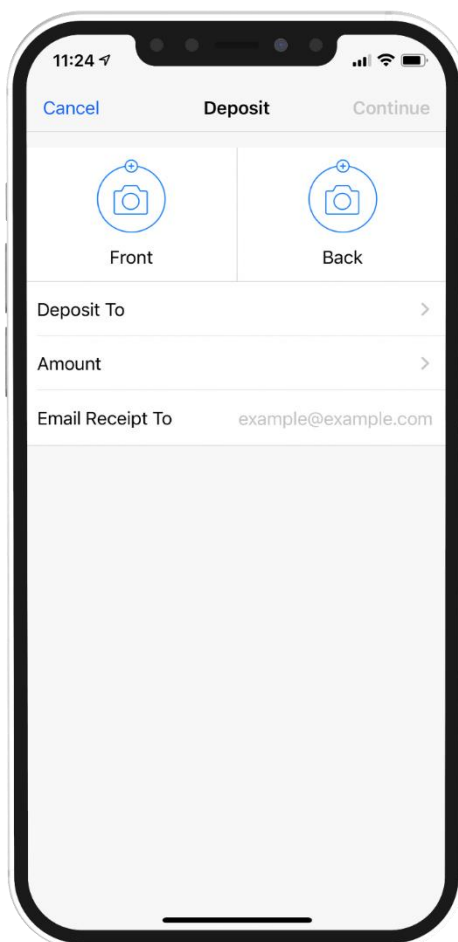 11:24
Cancel Deposit Continue
Front Back
Deposit To
Amount
Email Receipt To example@example.com